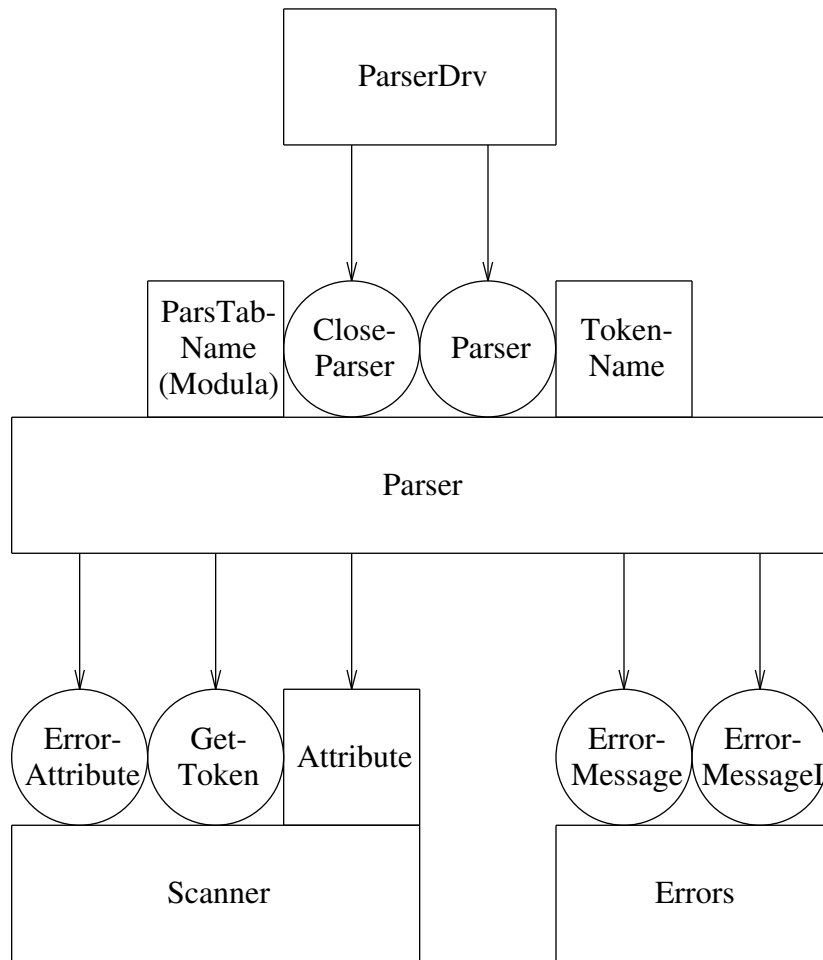 ParserDrv
ParsTab-
Name
(Modula)
Close-
Parser
Parser
Token-
Name
Parser
Error-
Attribute
Get-
Token
Attribute
Error-
Message
Error-
MessageI
Scanner
Errors